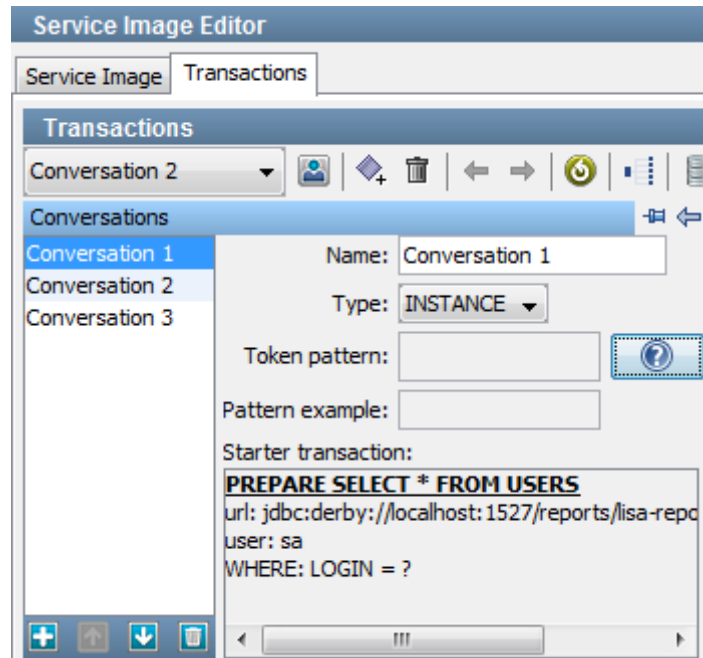 Service Image Editor
Service Image
Transactions
Transactions
Conversation 2
Conversations
Conversation 1
Conversation 2
Conversation 3
Name: Conversation 1
Type: INSTANCE
Token pattern:
Pattern example:
Starter transaction:
PREPARE SELECT * FROM USERS
url: jdbc:derby://localhost:1527/reports/lisa-repo
user: sa
WHERE: LOGIN = ?